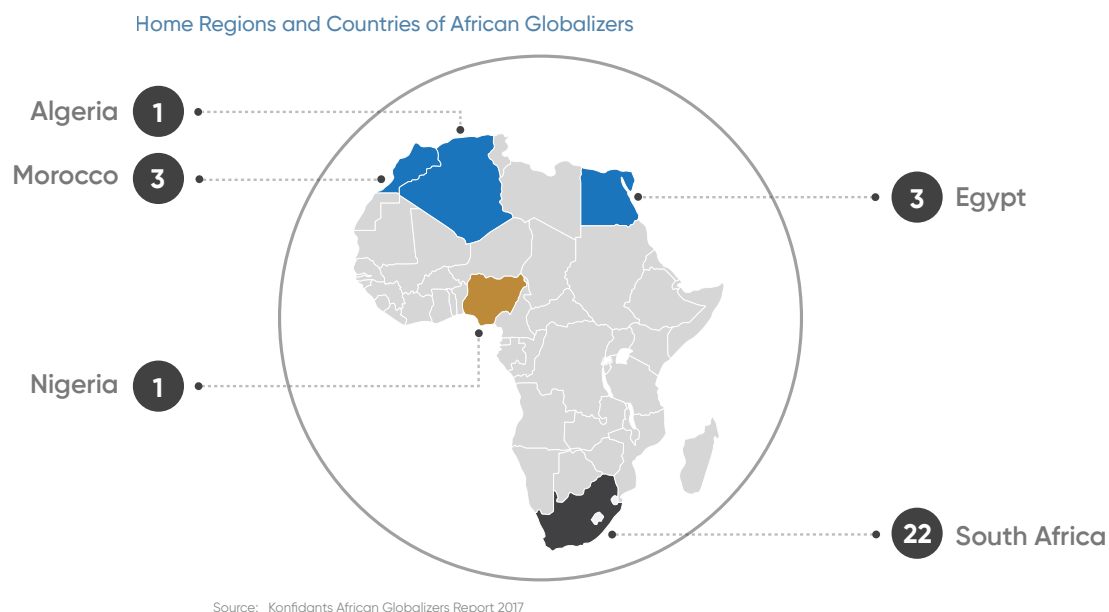 Home Regions and Countries of African Globalizers
Algeria 1
Morocco 3
3 Egypt
Nigeria 1
22 South Africa
Source: Konfidants African Globalizers Report 2017